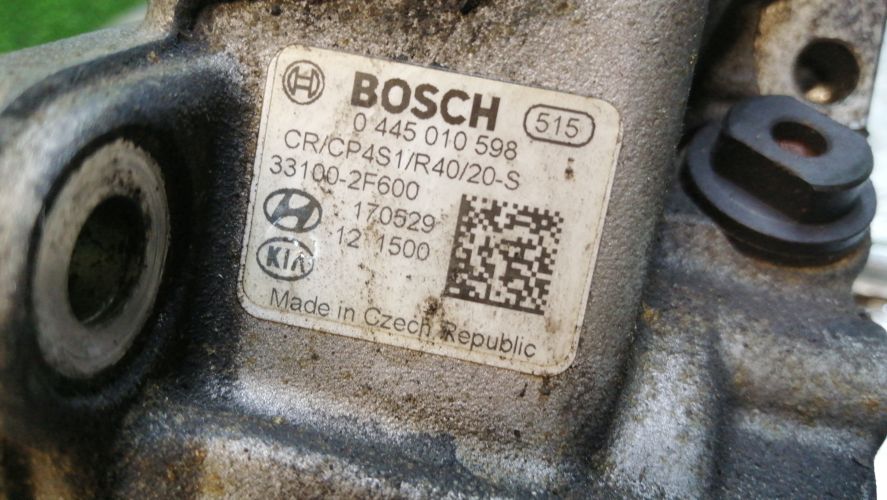 BOSCH 515
0 445 010 598
CR/CP4S1/R40/20-S
33100-2F600
170529
12 1500
KIA
Made in Czech Republic